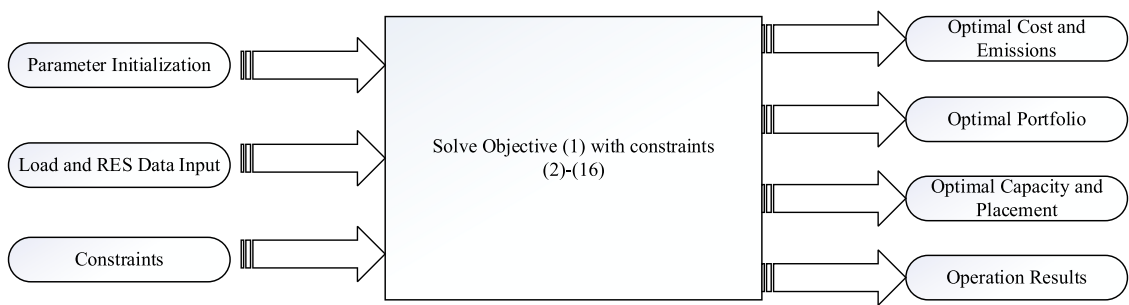 Parameter Initialization
Load and RES Data Input
Constraints
Solve Objective (1) with constraints
(2)-(16)
Optimal Cost and
Emissions
Optimal Portfolio
Optimal Capacity and
Placement
Operation Results